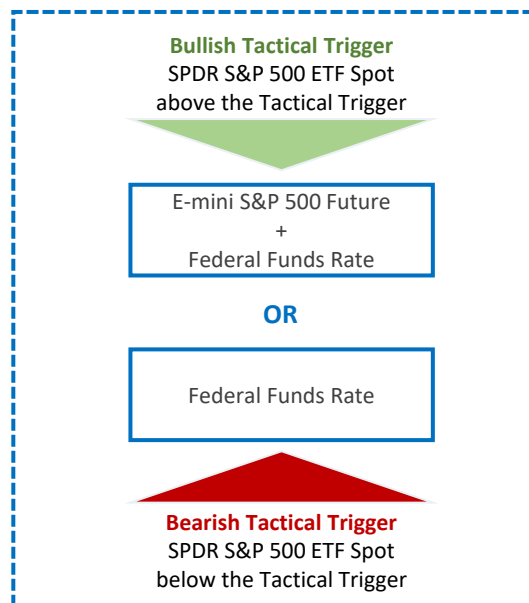 Bullish Tactical Trigger
SPDR S&P 500 ETF Spot
above the Tactical Trigger
E-mini S&P 500 Future
+
Federal Funds Rate
OR
Federal Funds Rate
Bearish Tactical Trigger
SPDR S&P 500 ETF Spot
below the Tactical Trigger